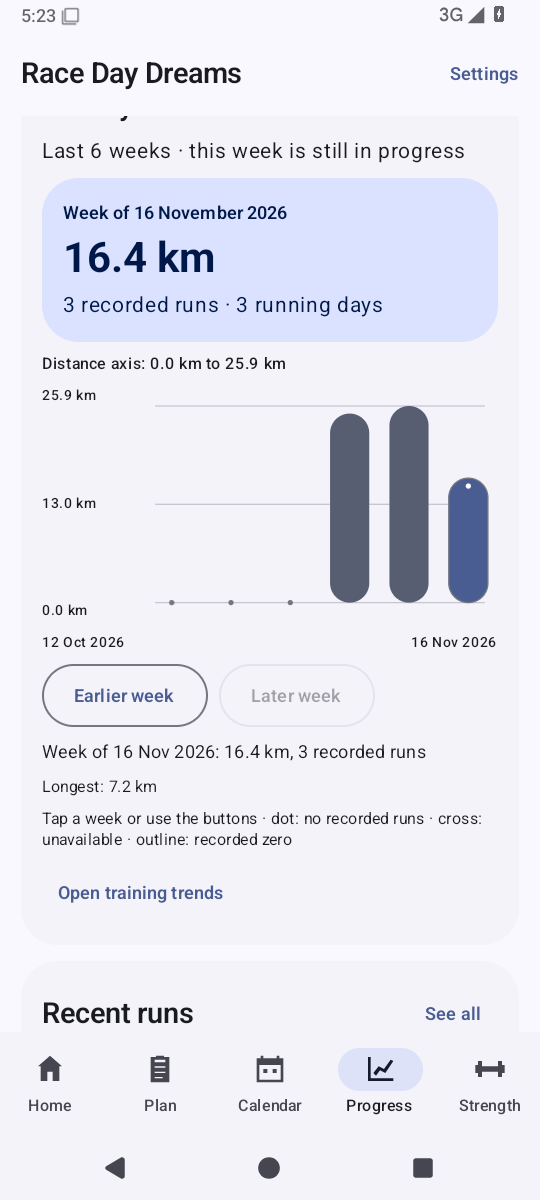 5:23
3G
Race Day Dreams
Settings
Last 6 weeks · this week is still in progress
Week of 16 November 2026
16.4 km
3 recorded runs · 3 running days
Distance axis: 0.0 km to 25.9 km
25.9 km
13.0 km
0.0 km
12 Oct 2026
16 Nov 2026
Earlier week
Later week
Week of 16 Nov 2026: 16.4 km, 3 recorded runs
Longest: 7.2 km
Tap a week or use the buttons · dot: no recorded runs · cross:
unavailable · outline: recorded zero
Open training trends
Recent runs
See all
Home
Plan
Calendar
Progress
Strength